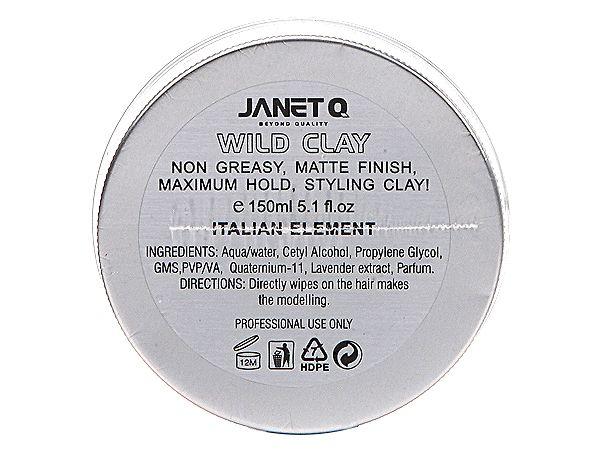 JANET Q
BEYOND QUALITY
WILD CLAY
NON GREASY, MATTE FINISH,
MAXIMUM HOLD, STYLING CLAY!
e 150ml 5.1 fl.oz
ITALIAN ELEMENT
INGREDIENTS: Aqua/water, Cetyl Alcohol, Propylene Glycol,
GMS,PVP/VA, Quaternium-11, Lavender extract, Parfum.
DIRECTIONS: Directly wipes on the hair makes
the modelling.
PROFESSIONAL USE ONLY
12M
7
HDPE